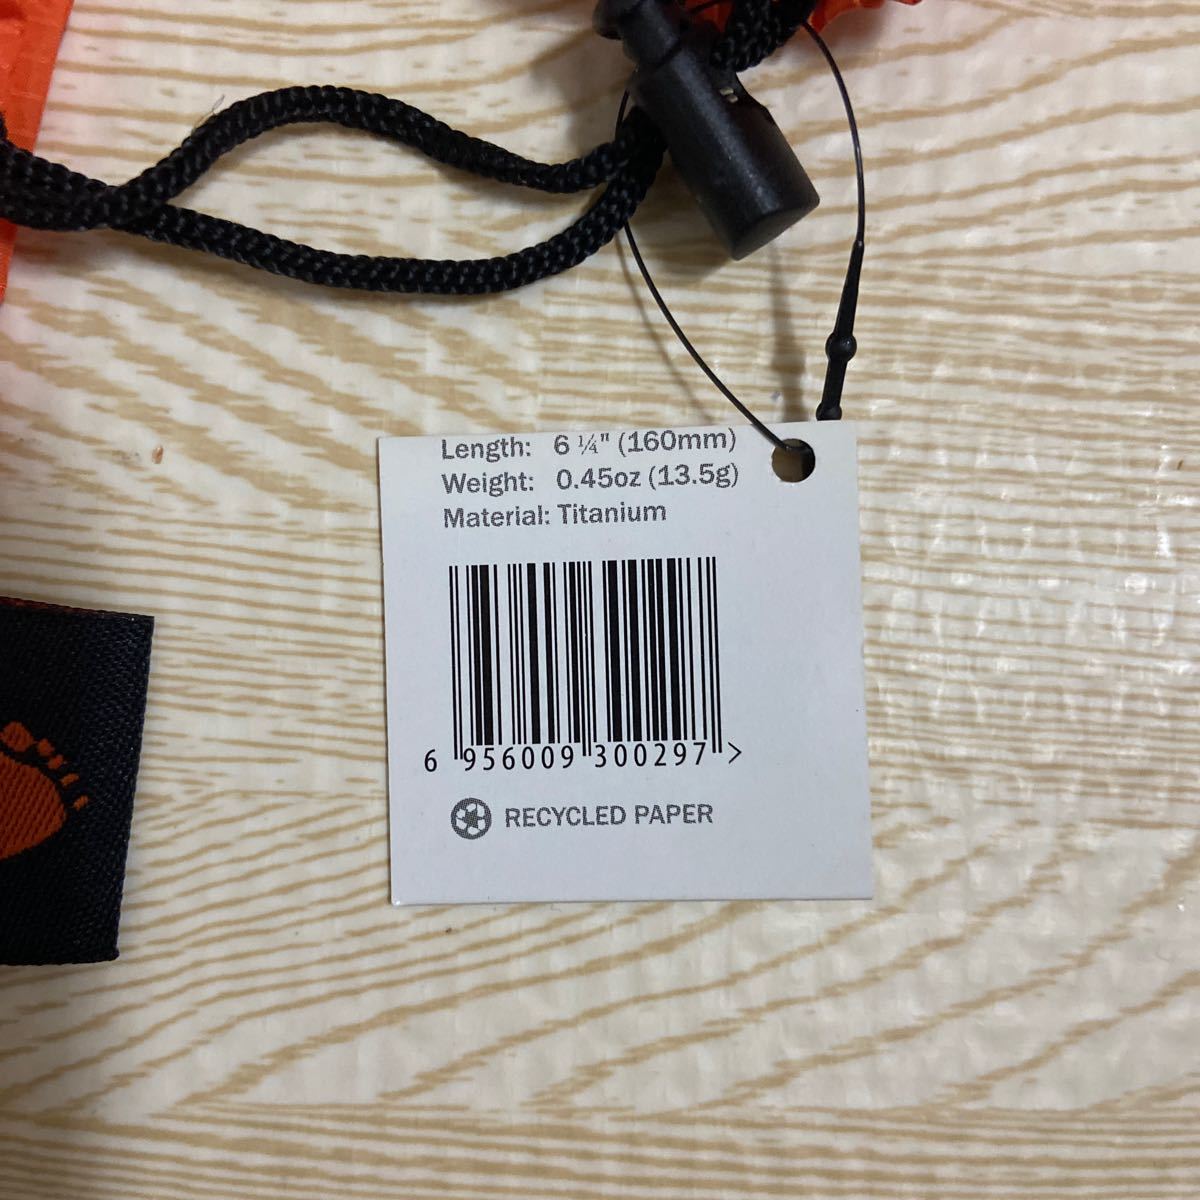 Length: 6 ¼" (160mm)
Weight: 0.45oz (13.5g)
Material: Titanium
6 956009 300297 >
RECYCLED PAPER